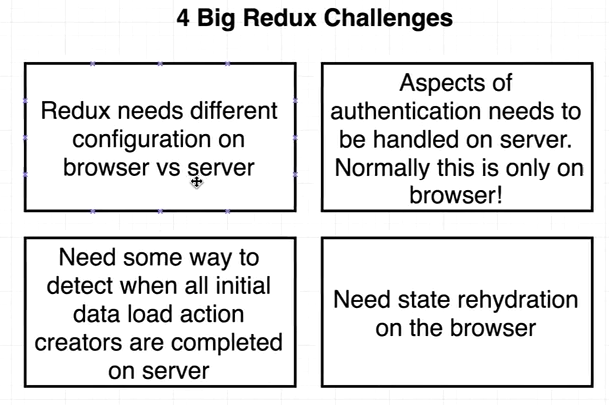 4 Big Redux Challenges
Redux needs different
configuration on
browser vs server
Aspects of
authentication needs to
be handled on server.
Normally this is only on
browser!
Need some way to
detect when all initial
data load action
creators are completed
on server
Need state rehydration
on the browser